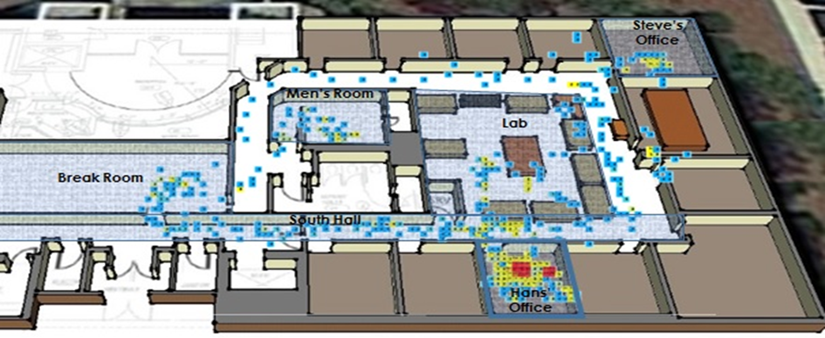 Steve's
Office
Men's Room
Lab
Break Room
South Hall
Hans
Office